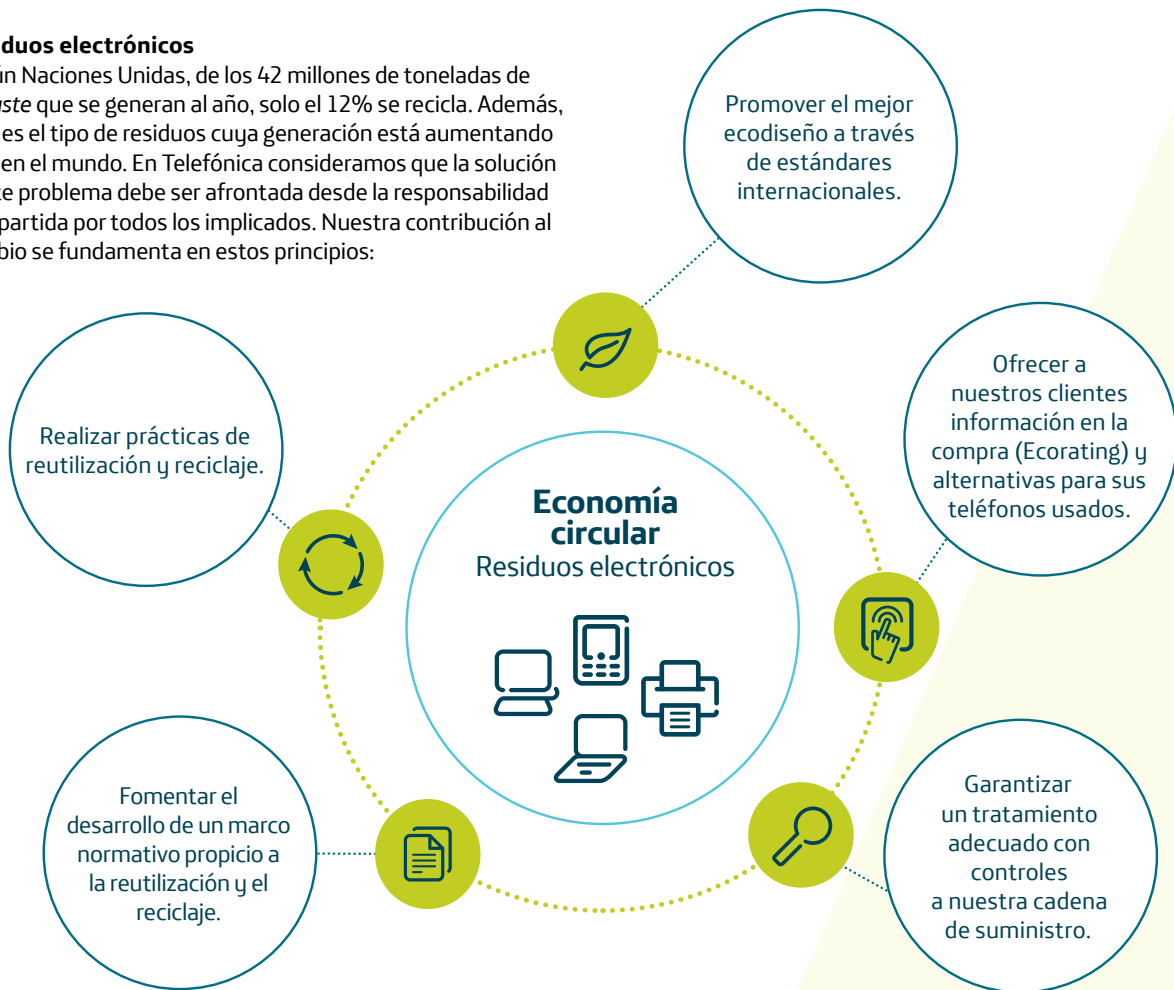 duos electrónicos
ún Naciones Unidas, de los 42 millones de toneladas de
aste que se generan al año, solo el 12% se recicla. Además,
es el tipo de residuos cuya generación está aumentando
en el mundo. En Telefónica consideramos que la solución
te problema debe ser afrontada desde la responsabilidad
partida por todos los implicados. Nuestra contribución al
bio se fundamenta en estos principios:
Promover el mejor
ecodiseño a través
de estándares
internacionales.
Ofrecer a
nuestros clientes
información en la
compra (Ecorating) y
alternativas para sus
teléfonos usados.
Realizar prácticas de
reutilización y reciclaje.
Economía
circular
Residuos electrónicos
Fomentar el
desarrollo de un marco
normativo propicio a
la reutilización y el
reciclaje.
Garantizar
un tratamiento
adecuado con
controles
a nuestra cadena
de suministro.